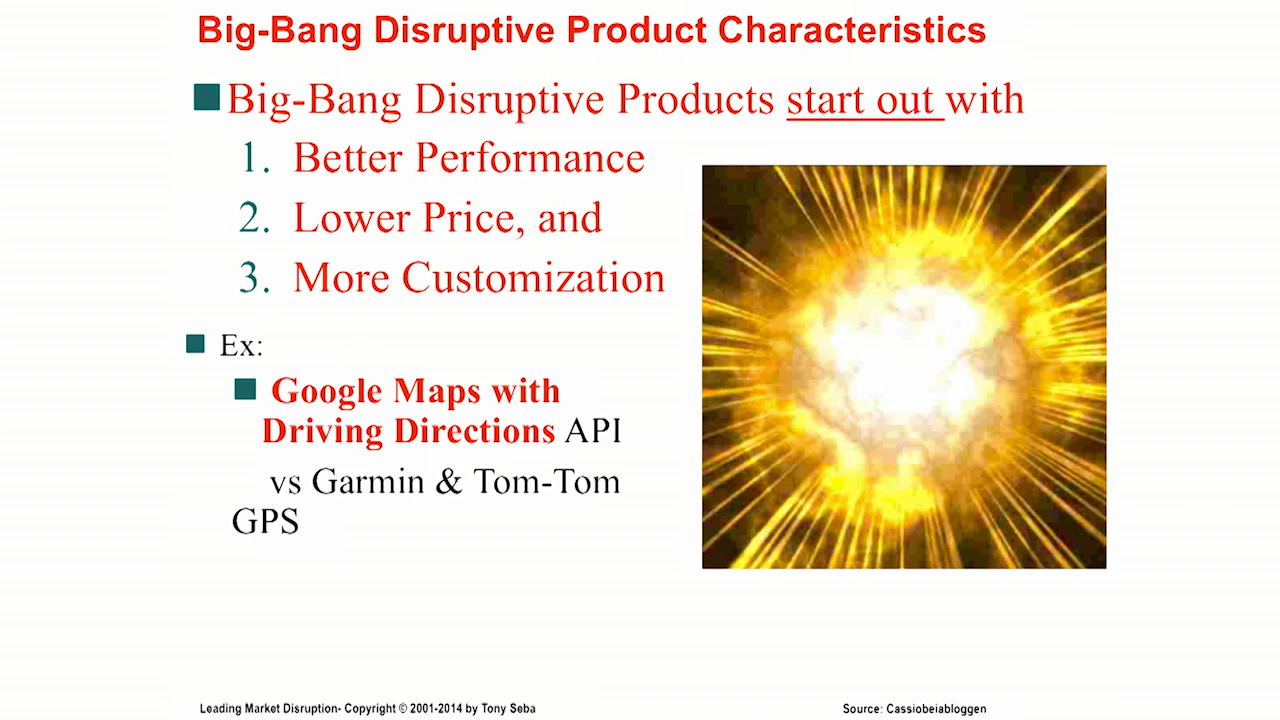 Big-Bang Disruptive Product Characteristics
Big-Bang Disruptive Products start out with
1. Better Performance
2. Lower Price, and
3. More Customization
Ex:
Google Maps with
Driving Directions API
vs Garmin & Tom-Tom
GPS
Leading Market Disruption- Copyright © 2001-2014 by Tony Seba
Source: Cassiobeiabloggen